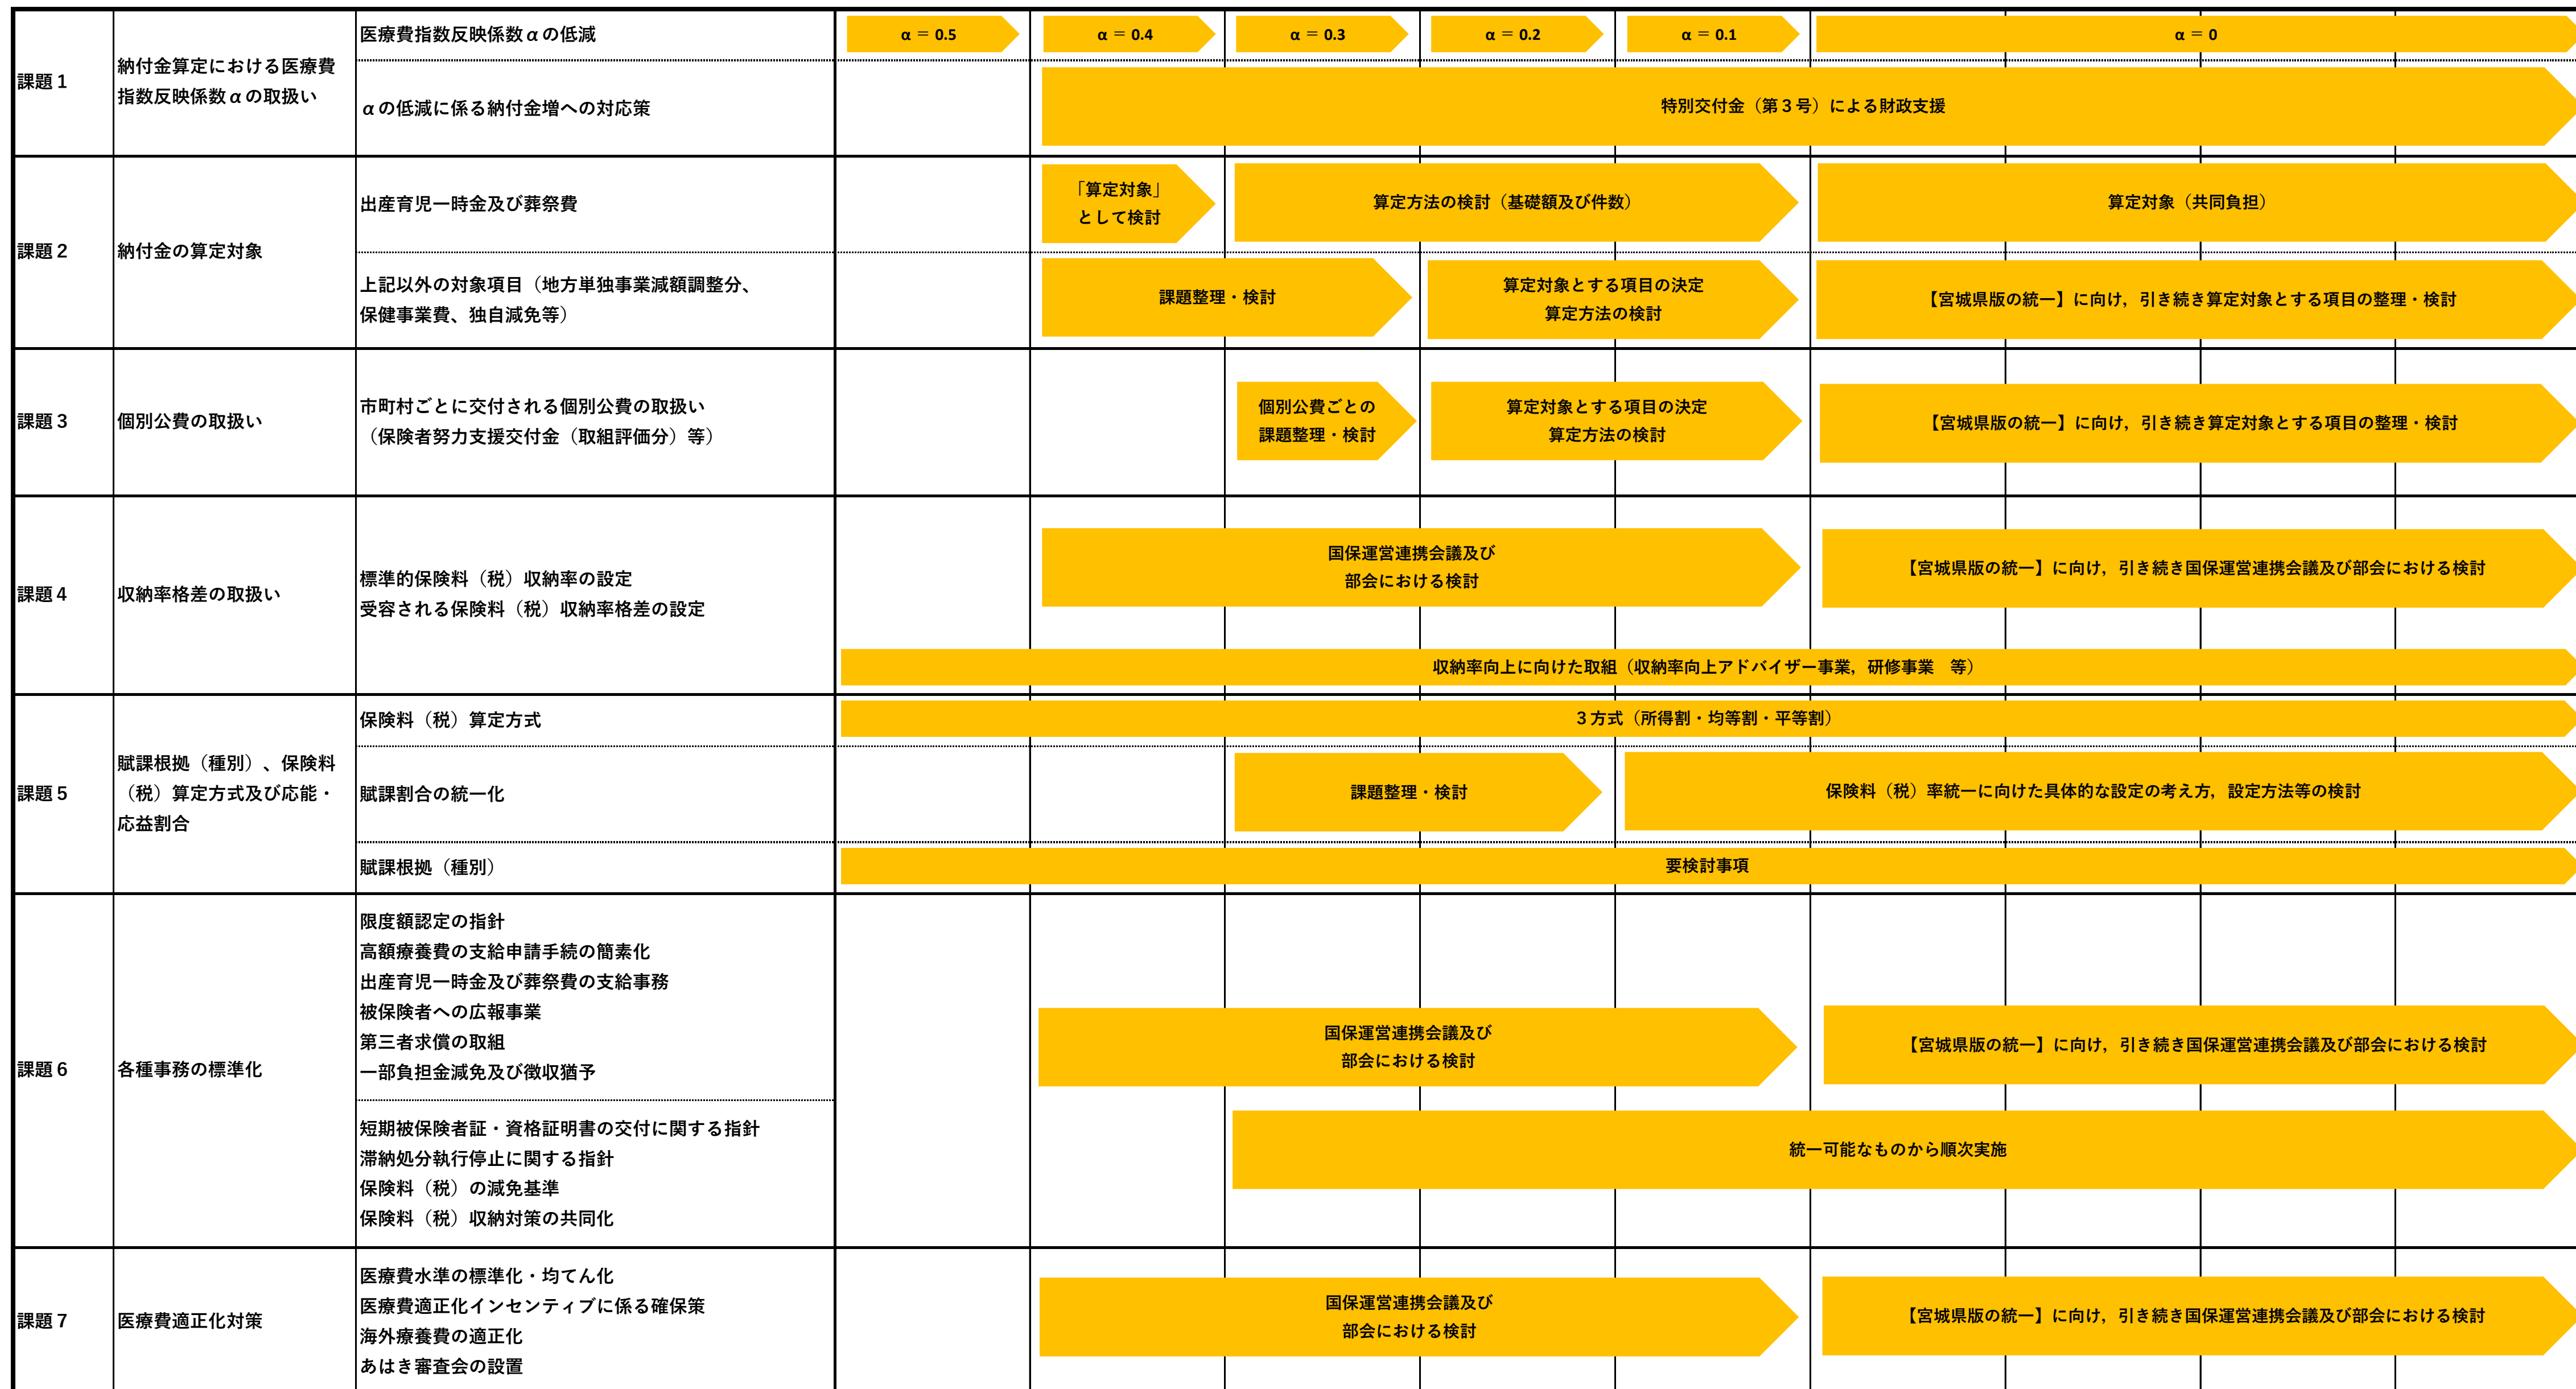 課題１
納付金算定における医療費
指数反映係数αの取扱い
医療費指数反映係数αの低減
α ＝ 0.5
α ＝ 0.4
α ＝ 0.3
α ＝ 0.2
α ＝ 0.1
α ＝ 0
αの低減に係る納付金増への対応策
特別交付金（第３号）による財政支援
課題２
納付金の算定対象
出産育児一時金及び葬祭費
「算定対象」
として検討
算定方法の検討（基礎額及び件数）
算定対象（共同負担）
上記以外の対象項目（地方単独事業減額調整分、
保健事業費、独自減免等）
課題整理・検討
算定対象とする項目の決定
算定方法の検討
【宮城県版の統一】に向け，引き続き算定対象とする項目の整理・検討
課題３
個別公費の取扱い
市町村ごとに交付される個別公費の取扱い
（保険者努力支援交付金（取組評価分）等）
個別公費ごとの
課題整理・検討
算定対象とする項目の決定
算定方法の検討
【宮城県版の統一】に向け，引き続き算定対象とする項目の整理・検討
課題４
収納率格差の取扱い
標準的保険料（税）収納率の設定
受容される保険料（税）収納率格差の設定
国保運営連携会議及び
部会における検討
【宮城県版の統一】に向け，引き続き国保運営連携会議及び部会における検討
収納率向上に向けた取組（収納率向上アドバイザー事業，研修事業　等）
課題５
賦課根拠（種別）、保険料
（税）算定方式及び応能・
応益割合
保険料（税）算定方式
３方式（所得割・均等割・平等割）
賦課割合の統一化
課題整理・検討
保険料（税）率統一に向けた具体的な設定の考え方，設定方法等の検討
賦課根拠（種別）
要検討事項
課題６
各種事務の標準化
限度額認定の指針
高額療養費の支給申請手続の簡素化
出産育児一時金及び葬祭費の支給事務
被保険者への広報事業
第三者求償の取組
一部負担金減免及び徴収猶予
国保運営連携会議及び
部会における検討
【宮城県版の統一】に向け，引き続き国保運営連携会議及び部会における検討
短期被保険者証・資格証明書の交付に関する指針
滞納処分執行停止に関する指針
保険料（税）の減免基準
保険料（税）収納対策の共同化
統一可能なものから順次実施
課題７
医療費適正化対策
医療費水準の標準化・均てん化
医療費適正化インセンティブに係る確保策
海外療養費の適正化
あはき審査会の設置
国保運営連携会議及び
部会における検討
【宮城県版の統一】に向け，引き続き国保運営連携会議及び部会における検討